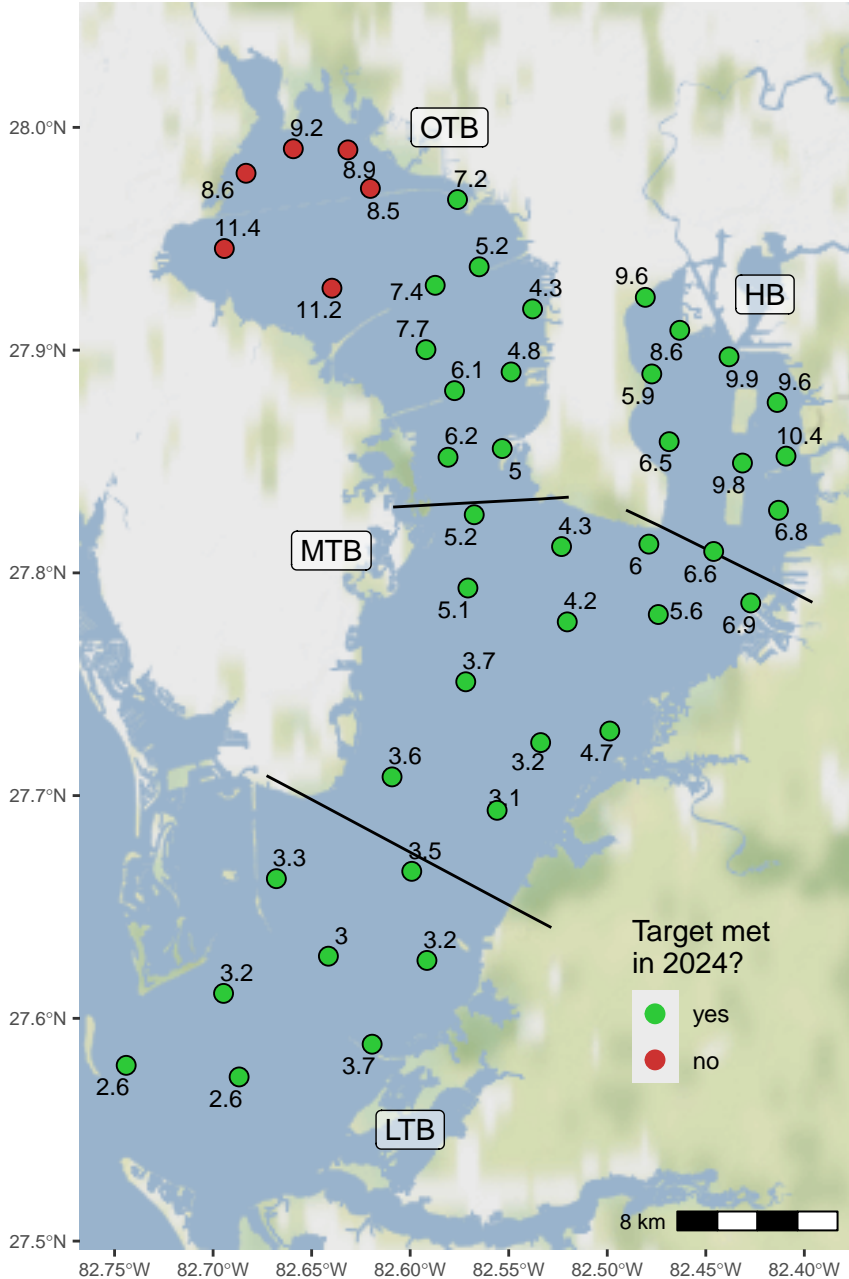 28.0°N
27.9°N
27.8°N
27.7°N
27.6°N
27.5°N
OTB
9.2
8.9
8.6
8.5
7.2
11.4
5.2
7.4
4.3
11.2
7.7
4.8
6.1
6.2
5
HB
9.6
8.6
9.9
5.9
9.6
10.4
6.5
9.8
6.8
MTB
5.2
4.3
6
6.6
5.1
4.2
5.6
6.9
3.7
3.2
4.7
3.6
3.1
3.5
3.3
3
3.2
3.2
3.7
2.6
2.6
LTB
Target met
in 2024?
yes
no
8 km
82.75°W 82.70°W 82.65°W 82.60°W 82.55°W 82.50°W 82.45°W 82.40°W